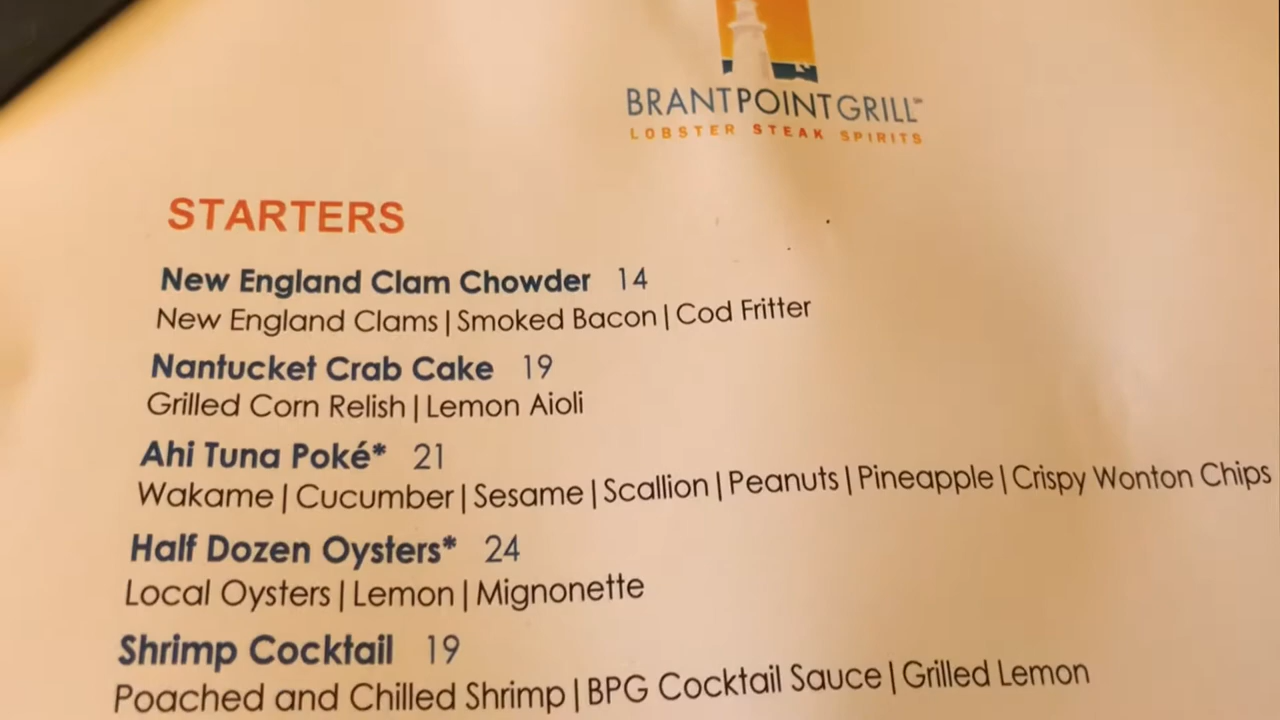 BRANTPOINTGRILL℠
LOBSTER STEAK SPIRITS
STARTERS
New England Clam Chowder 14
New England Clams | Smoked Bacon | Cod Fritter
Nantucket Crab Cake 19
Grilled Corn Relish | Lemon Aioli
Ahi Tuna Poké* 21
Wakame | Cucumber | Sesame | Scallion | Peanuts | Pineapple | Crispy Wonton Chips
Half Dozen Oysters* 24
Local Oysters | Lemon | Mignonette
Shrimp Cocktail 19
Poached and Chilled Shrimp | BPG Cocktail Sauce | Grilled Lemon